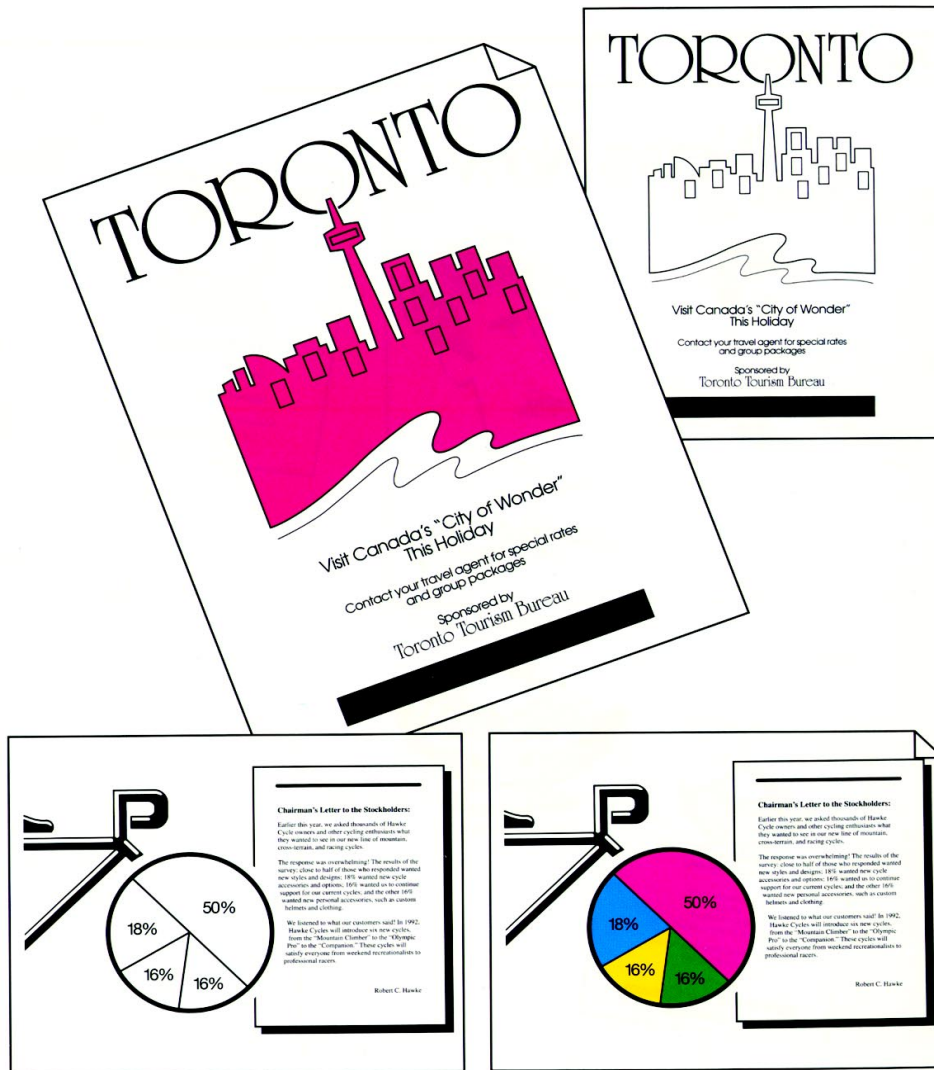 TORONTO
Visit Canada's "City of Wonder"
This Holiday
Contact your travel agent for special rates
and group packages
Sponsored by
Toronto Tourism Bureau
TORONTO
Visit Canada's "City of Wonder"
This Holiday
Contact your travel agent for special rates
and group packages
Sponsored by
Toronto Tourism Bureau
50%
18%
16%
16%
Chairman's Letter to the Stockholders:
Earlier this year, we asked thousands of Hawke
Cycle owners and other cycling enthusiasts what
they wanted to see in our new line of mountain,
cross-terrain, and racing cycles.
The response was overwhelming! The results of the
survey: close to half of those who responded wanted
new styles and designs; 18% wanted new cycle
accessories and options, 16% wanted us to continue
support for our current cycles; and the other 16%
wanted new personal accessories, such as custom
helmets and clothing.
We listened to what our customers said! In 1992,
Hawke Cycles will introduce six new cycles,
from the "Mountain Climber" to the "Olympic
Pro" to the "Companion." These cycles will
satisfy everyone from weekend recreationalists to
professional racers.
Robert C. Hawke
50%
18%
16%
16%
Chairman's Letter to the Stockholders:
Earlier this year, we asked thousands of Hawke
Cycle owners and other cycling enthusiasts what
they wanted to see in our new line of mountain,
cross-terrain, and racing cycles.
The response was overwhelming! The results of the
survey: close to half of those who responded wanted
new styles and designs; 18% wanted new cycle
accessories and options; 16% wanted us to continue
support for our current cycles; and the other 16%
wanted new personal accessories, such as custom
helmets and clothing.
We listened to what our customers said! In 1992,
Hawke Cycles will introduce six new cycles,
from the "Mountain Climber" to the "Olympic
Pro" to the "Companion." These cycles will
satisfy everyone from weekend recreationalists to
professional racers.
Robert C. Hawke